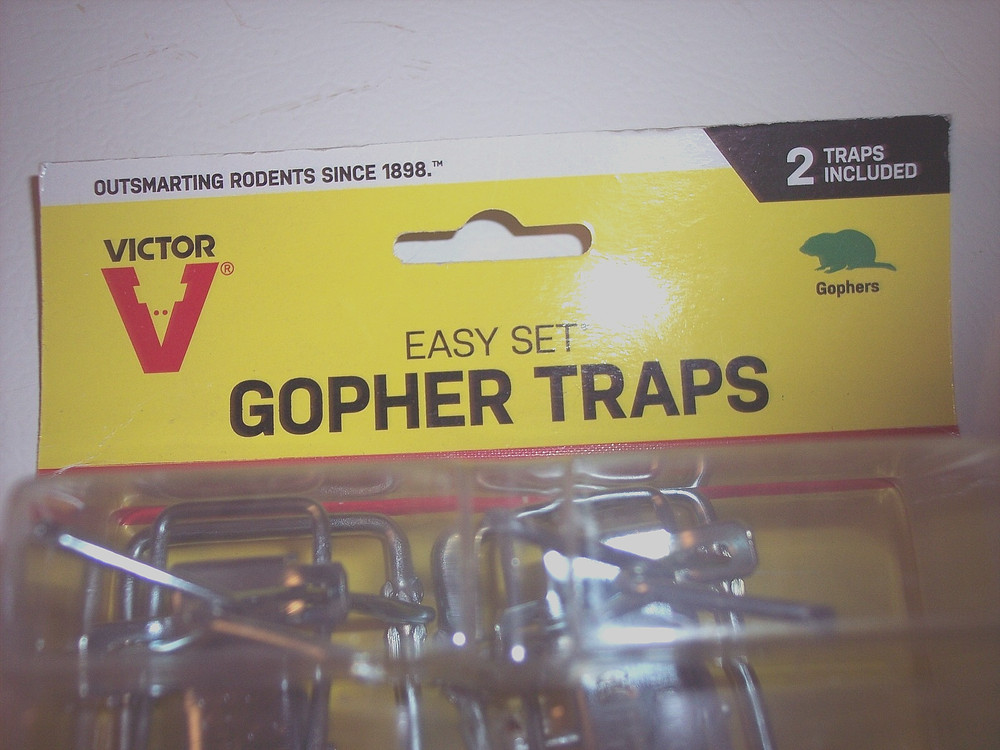 OUTSMARTING RODENTS SINCE 1898.™
2 TRAPS
INCLUDED
VICTOR
V®
Gophers
EASY SET
GOPHER TRAPS